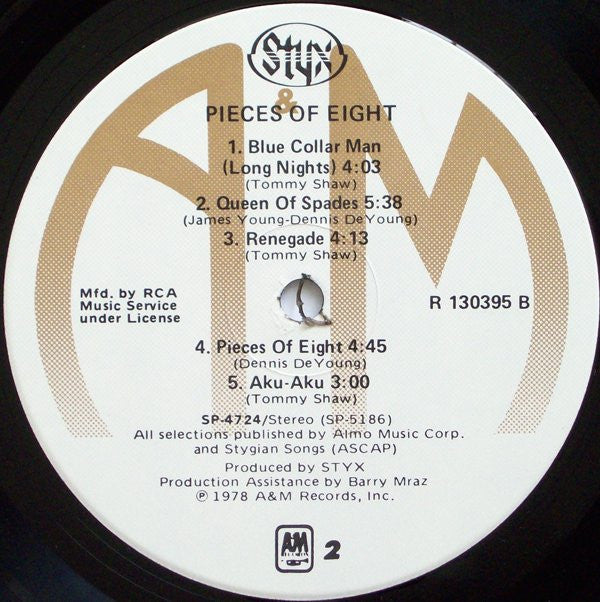 Styx
A&M
PIECES OF EIGHT
1. Blue Collar Man
(Long Nights) 4:03
(Tommy Shaw)
2. Queen Of Spades 5:38
(James Young-Dennis DeYoung)
3. Renegade 4:13
(Tommy Shaw)
Mfd. by RCA
Music Service
under License
R 130395 B
4. Pieces Of Eight 4:45
(Dennis DeYoung)
5. Aku-Aku 3:00
(Tommy Shaw)
SP-4724/Stereo (SP-5186)
All selections published by Almo Music Corp.
and Stygian Songs (ASCAP)
Produced by STYX
Production Assistance by Barry Mraz
℗ 1978 A&M Records, Inc.
A&M
2